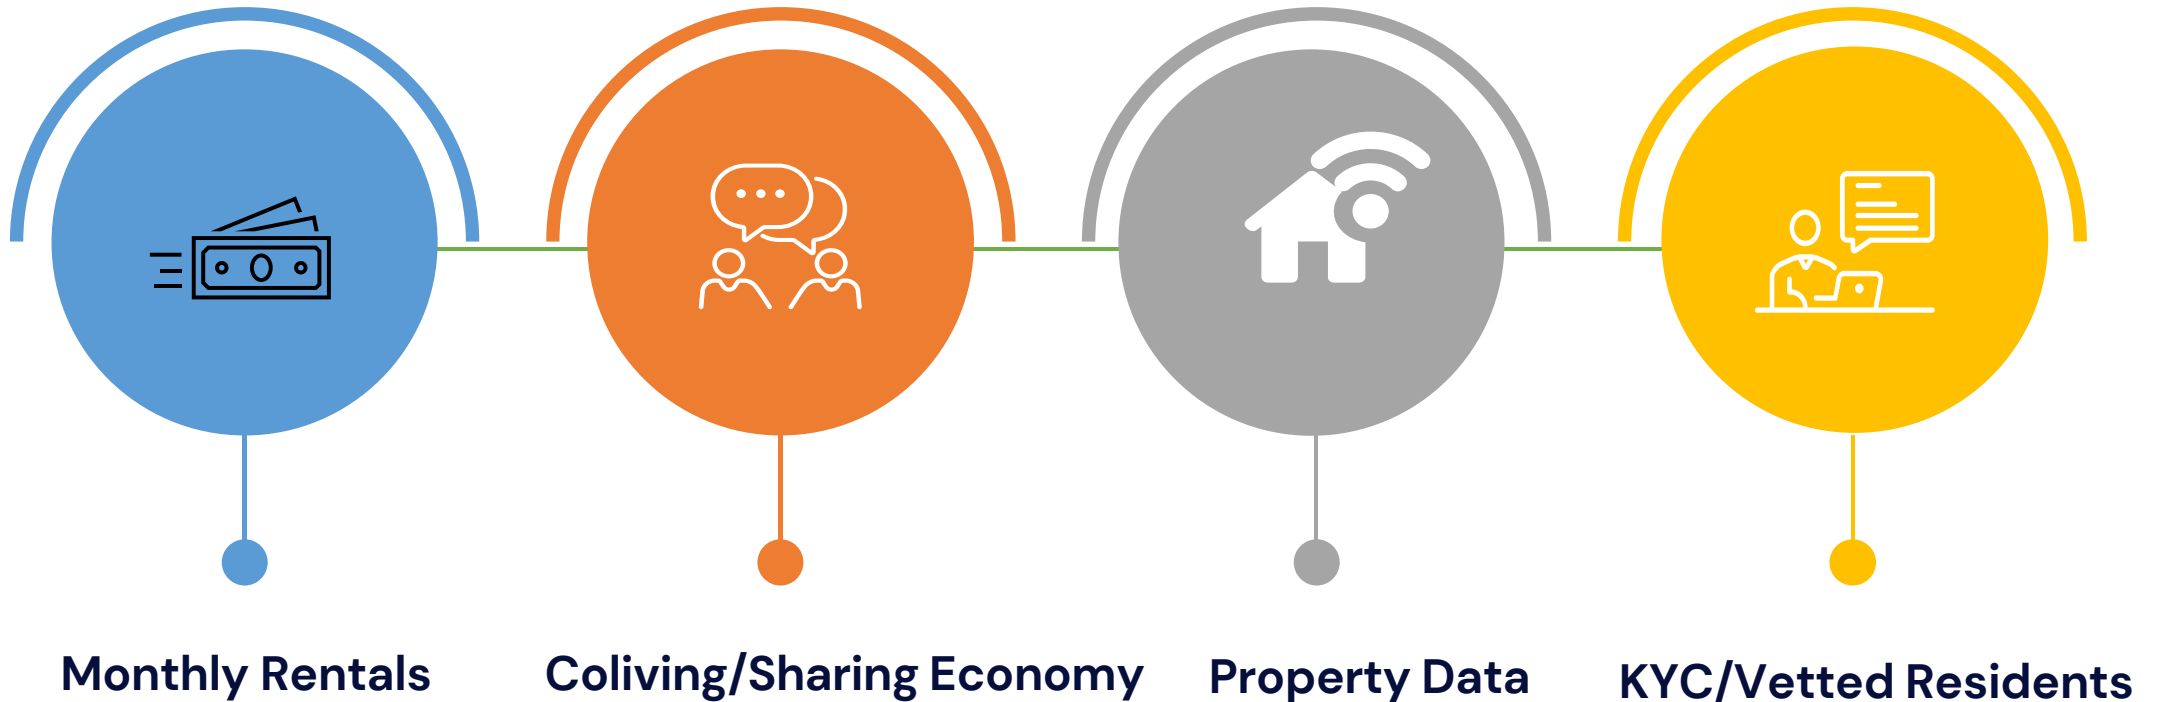 Monthly Rentals
Coliving/Sharing Economy
Property Data
KYC/Vetted Residents